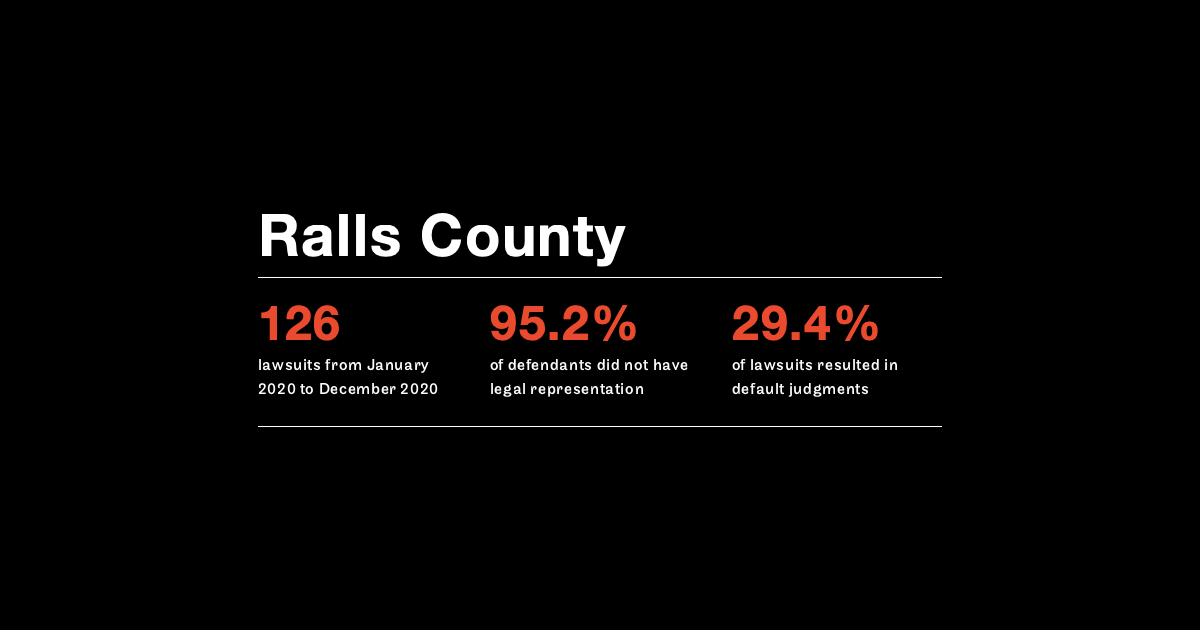 Ralls County
126
lawsuits from January
2020 to December 2020
95.2%
of defendants did not have
legal representation
29.4%
of lawsuits resulted in
default judgments